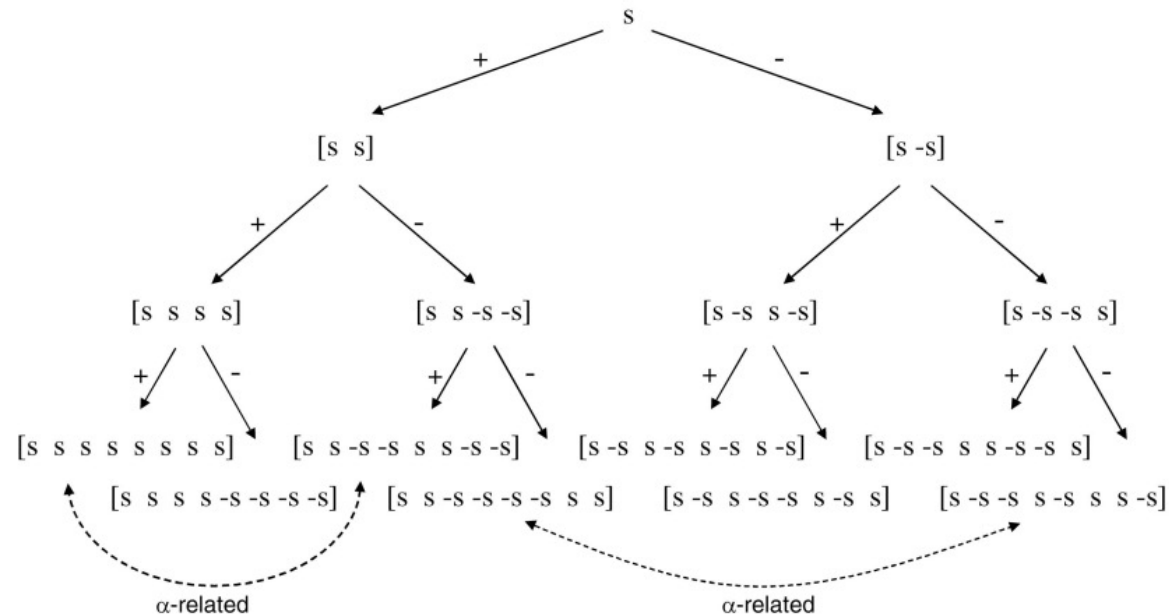 s
+ -
[s s] [s -s]
+ - + -
[s s s s] [s s -s -s] [s -s s -s] [s -s -s s]
+ - + - + - + -
[s s s s s s s s] [s s -s -s s s -s -s] [s -s s -s s -s s -s] [s -s -s s s -s -s s]
[s s s s -s -s -s -s] [s s -s -s -s -s s s] [s -s s -s -s s -s s] [s -s -s s -s s s -s]
α-related α-related